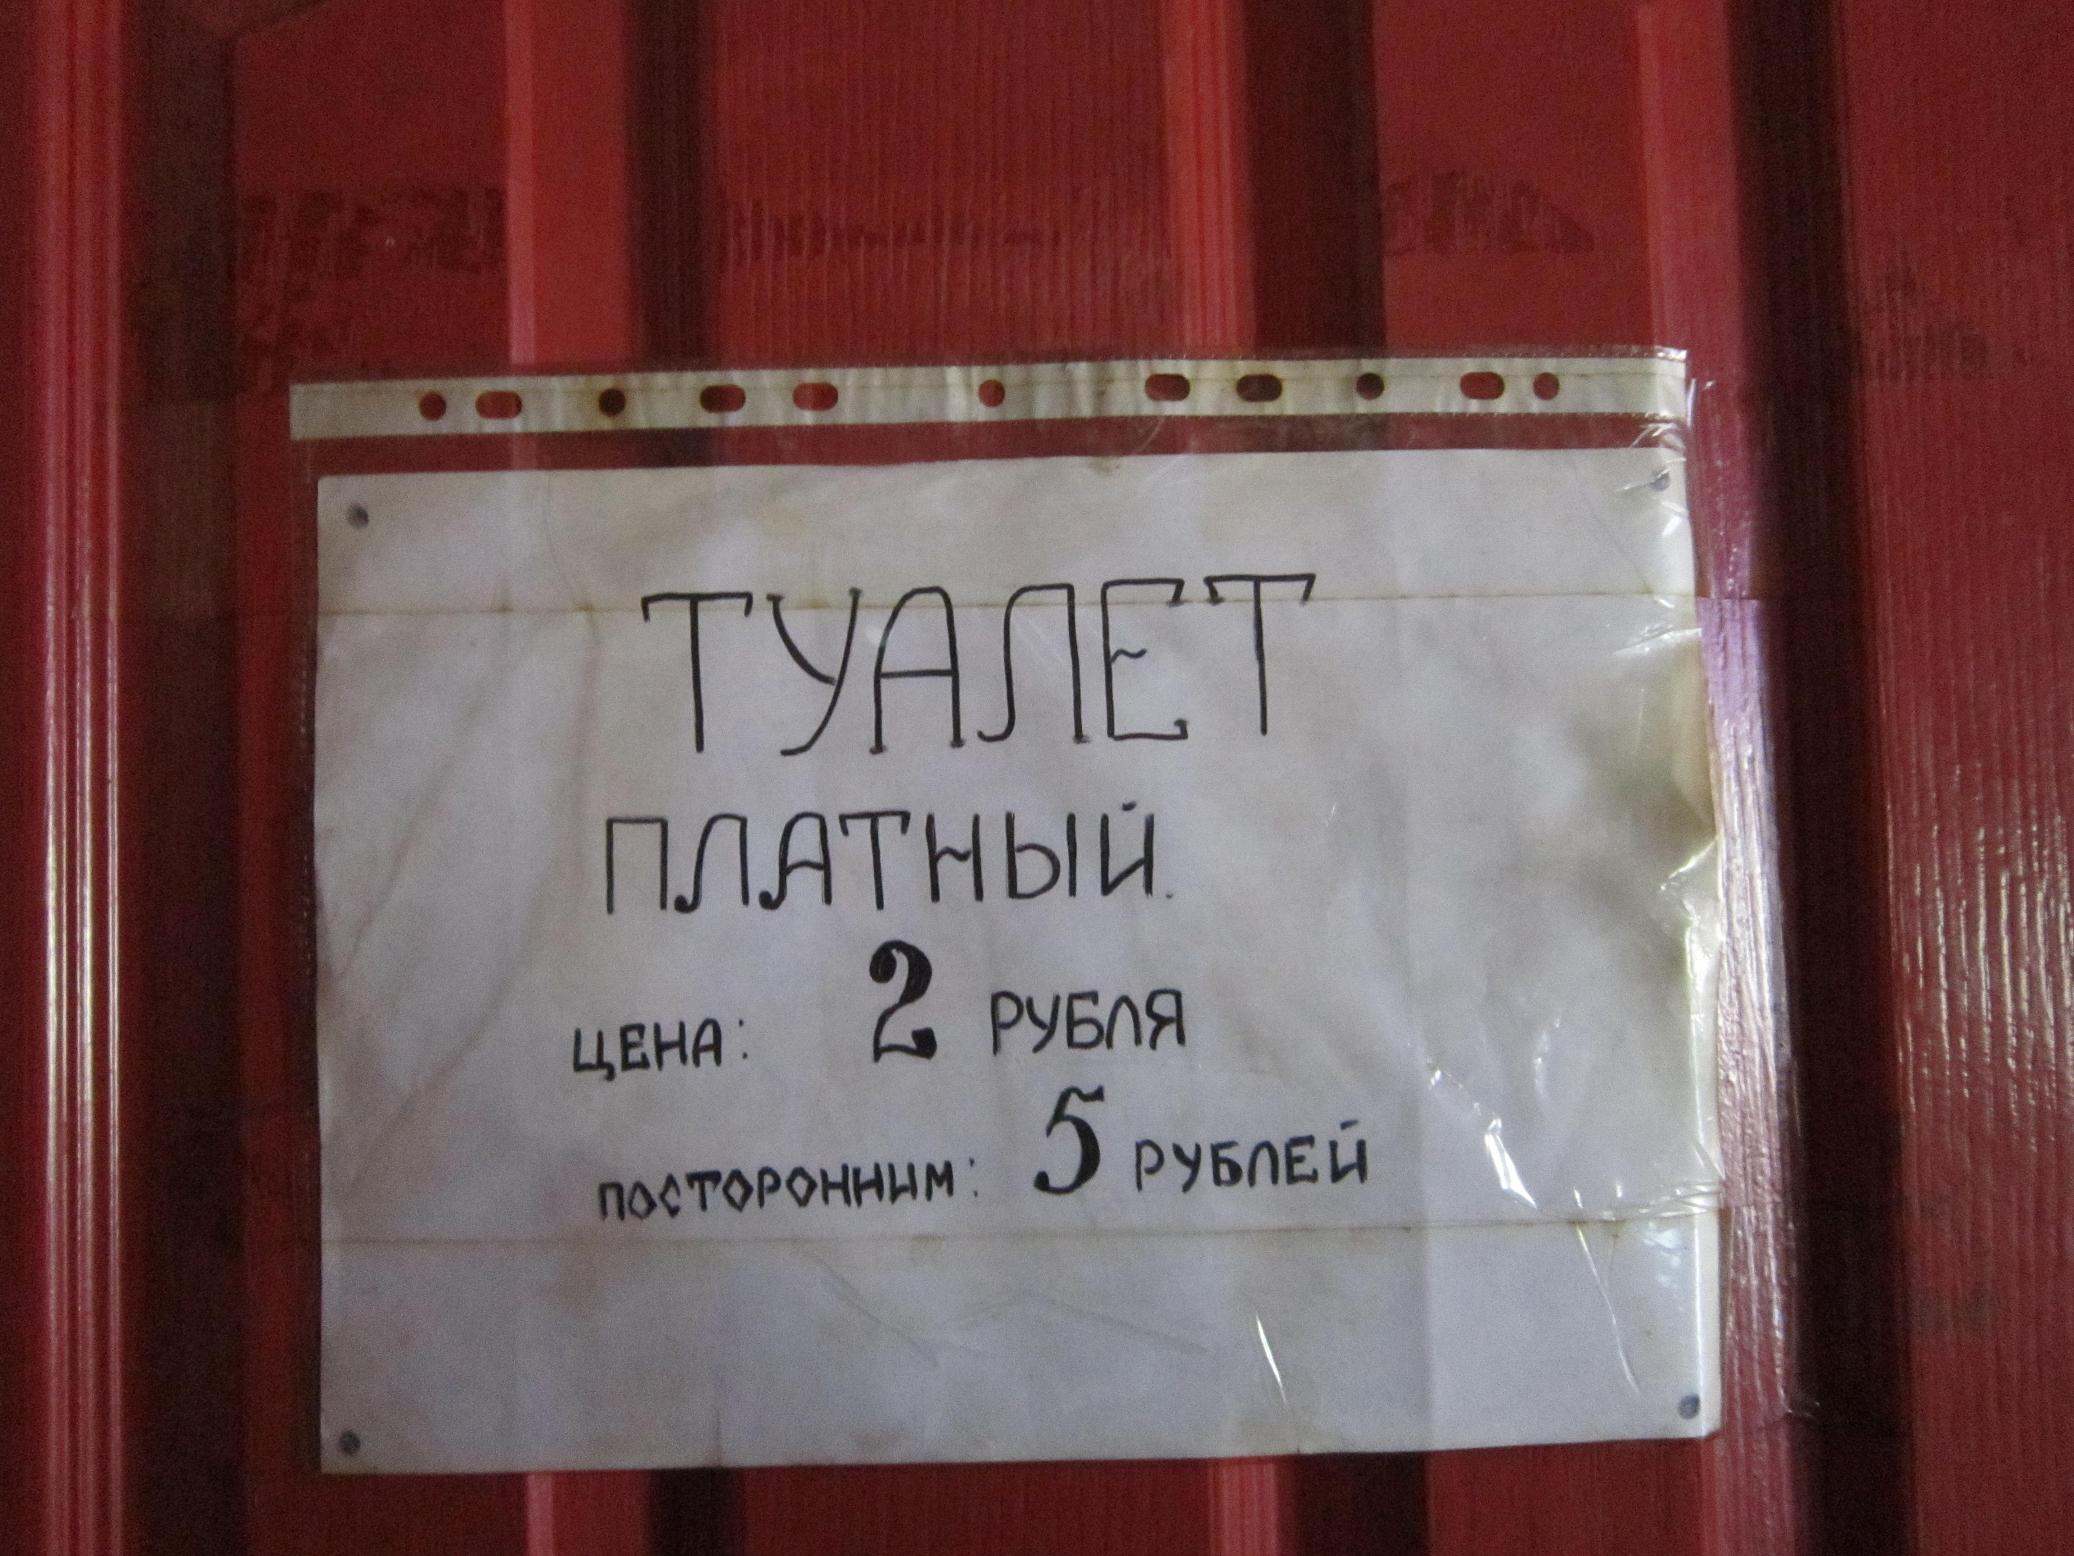 ТУАЛЕТ
ПЛАТНЫЙ.
ЦЕНА: 2 РУБЛЯ
ПОСТОРОННИМ: 5 РУБЛЕЙ